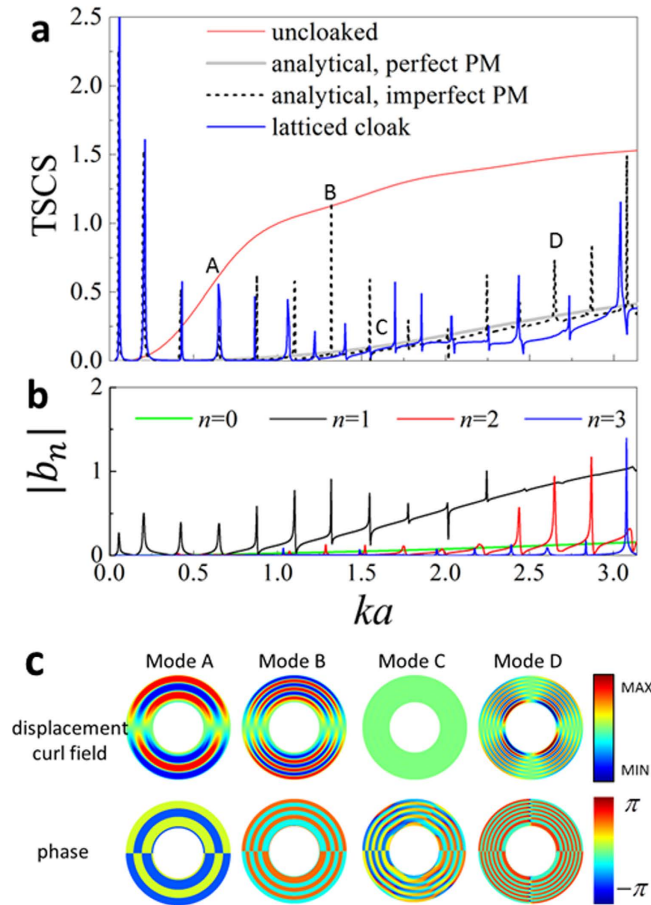 a
2.5
2.0
1.5
1.0
0.5
0.0
TSCS
uncloaked
analytical, perfect PM
analytical, imperfect PM
latticed cloak
A
B
C
D
b
2
1
0
|bₙ|
n=0
n=1
n=2
n=3
0.0 0.5 1.0 1.5 2.0 2.5 3.0
ka
c
Mode A Mode B Mode C Mode D
displacement
curl field
MAX
MIN
phase
π
−π